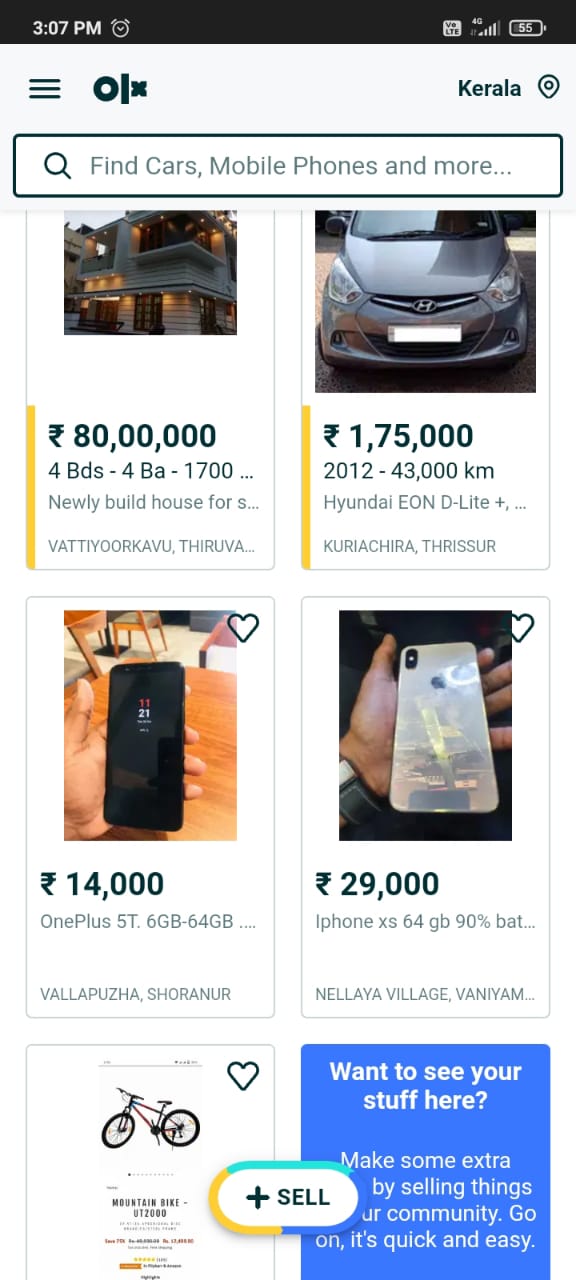 3:07 PM
Vo LTE 4G 55
olx
Kerala
Find Cars, Mobile Phones and more...
₹ 80,00,000
4 Bds - 4 Ba - 1700 ...
Newly build house for s...
VATTIYOORKAVU, THIRUVA...
₹ 1,75,000
2012 - 43,000 km
Hyundai EON D-Lite +, ...
KURIACHIRA, THRISSUR
11
21
₹ 14,000
OnePlus 5T. 6GB-64GB ....
VALLAPUZHA, SHORANUR
₹ 29,000
Iphone xs 64 gb 90% bat...
NELLAYA VILLAGE, VANIYAM...
MOUNTAIN BIKE -
UT2000
Want to see your
stuff here?
Make some extra
by selling things
ur community. Go
on, it's quick and easy.
+ SELL
Highlights